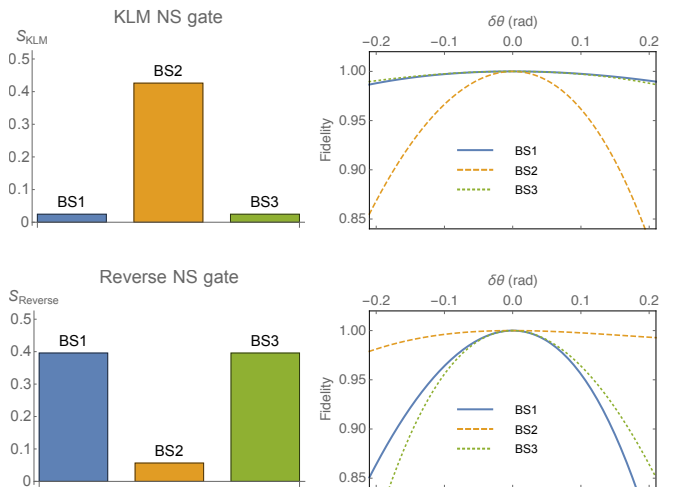 KLM NS gate
S_KLM
0.5
0.4
0.3
0.2
0.1
0
BS1
BS2
BS3
δθ (rad)
−0.2 −0.1 0.0 0.1 0.2
Fidelity
1.00
0.95
0.90
0.85
BS1
BS2
BS3
Reverse NS gate
S_Reverse
0.5
0.4
0.3
0.2
0.1
0
BS1
BS2
BS3
δθ (rad)
−0.2 −0.1 0.0 0.1 0.2
Fidelity
1.00
0.95
0.90
0.85
BS1
BS2
BS3